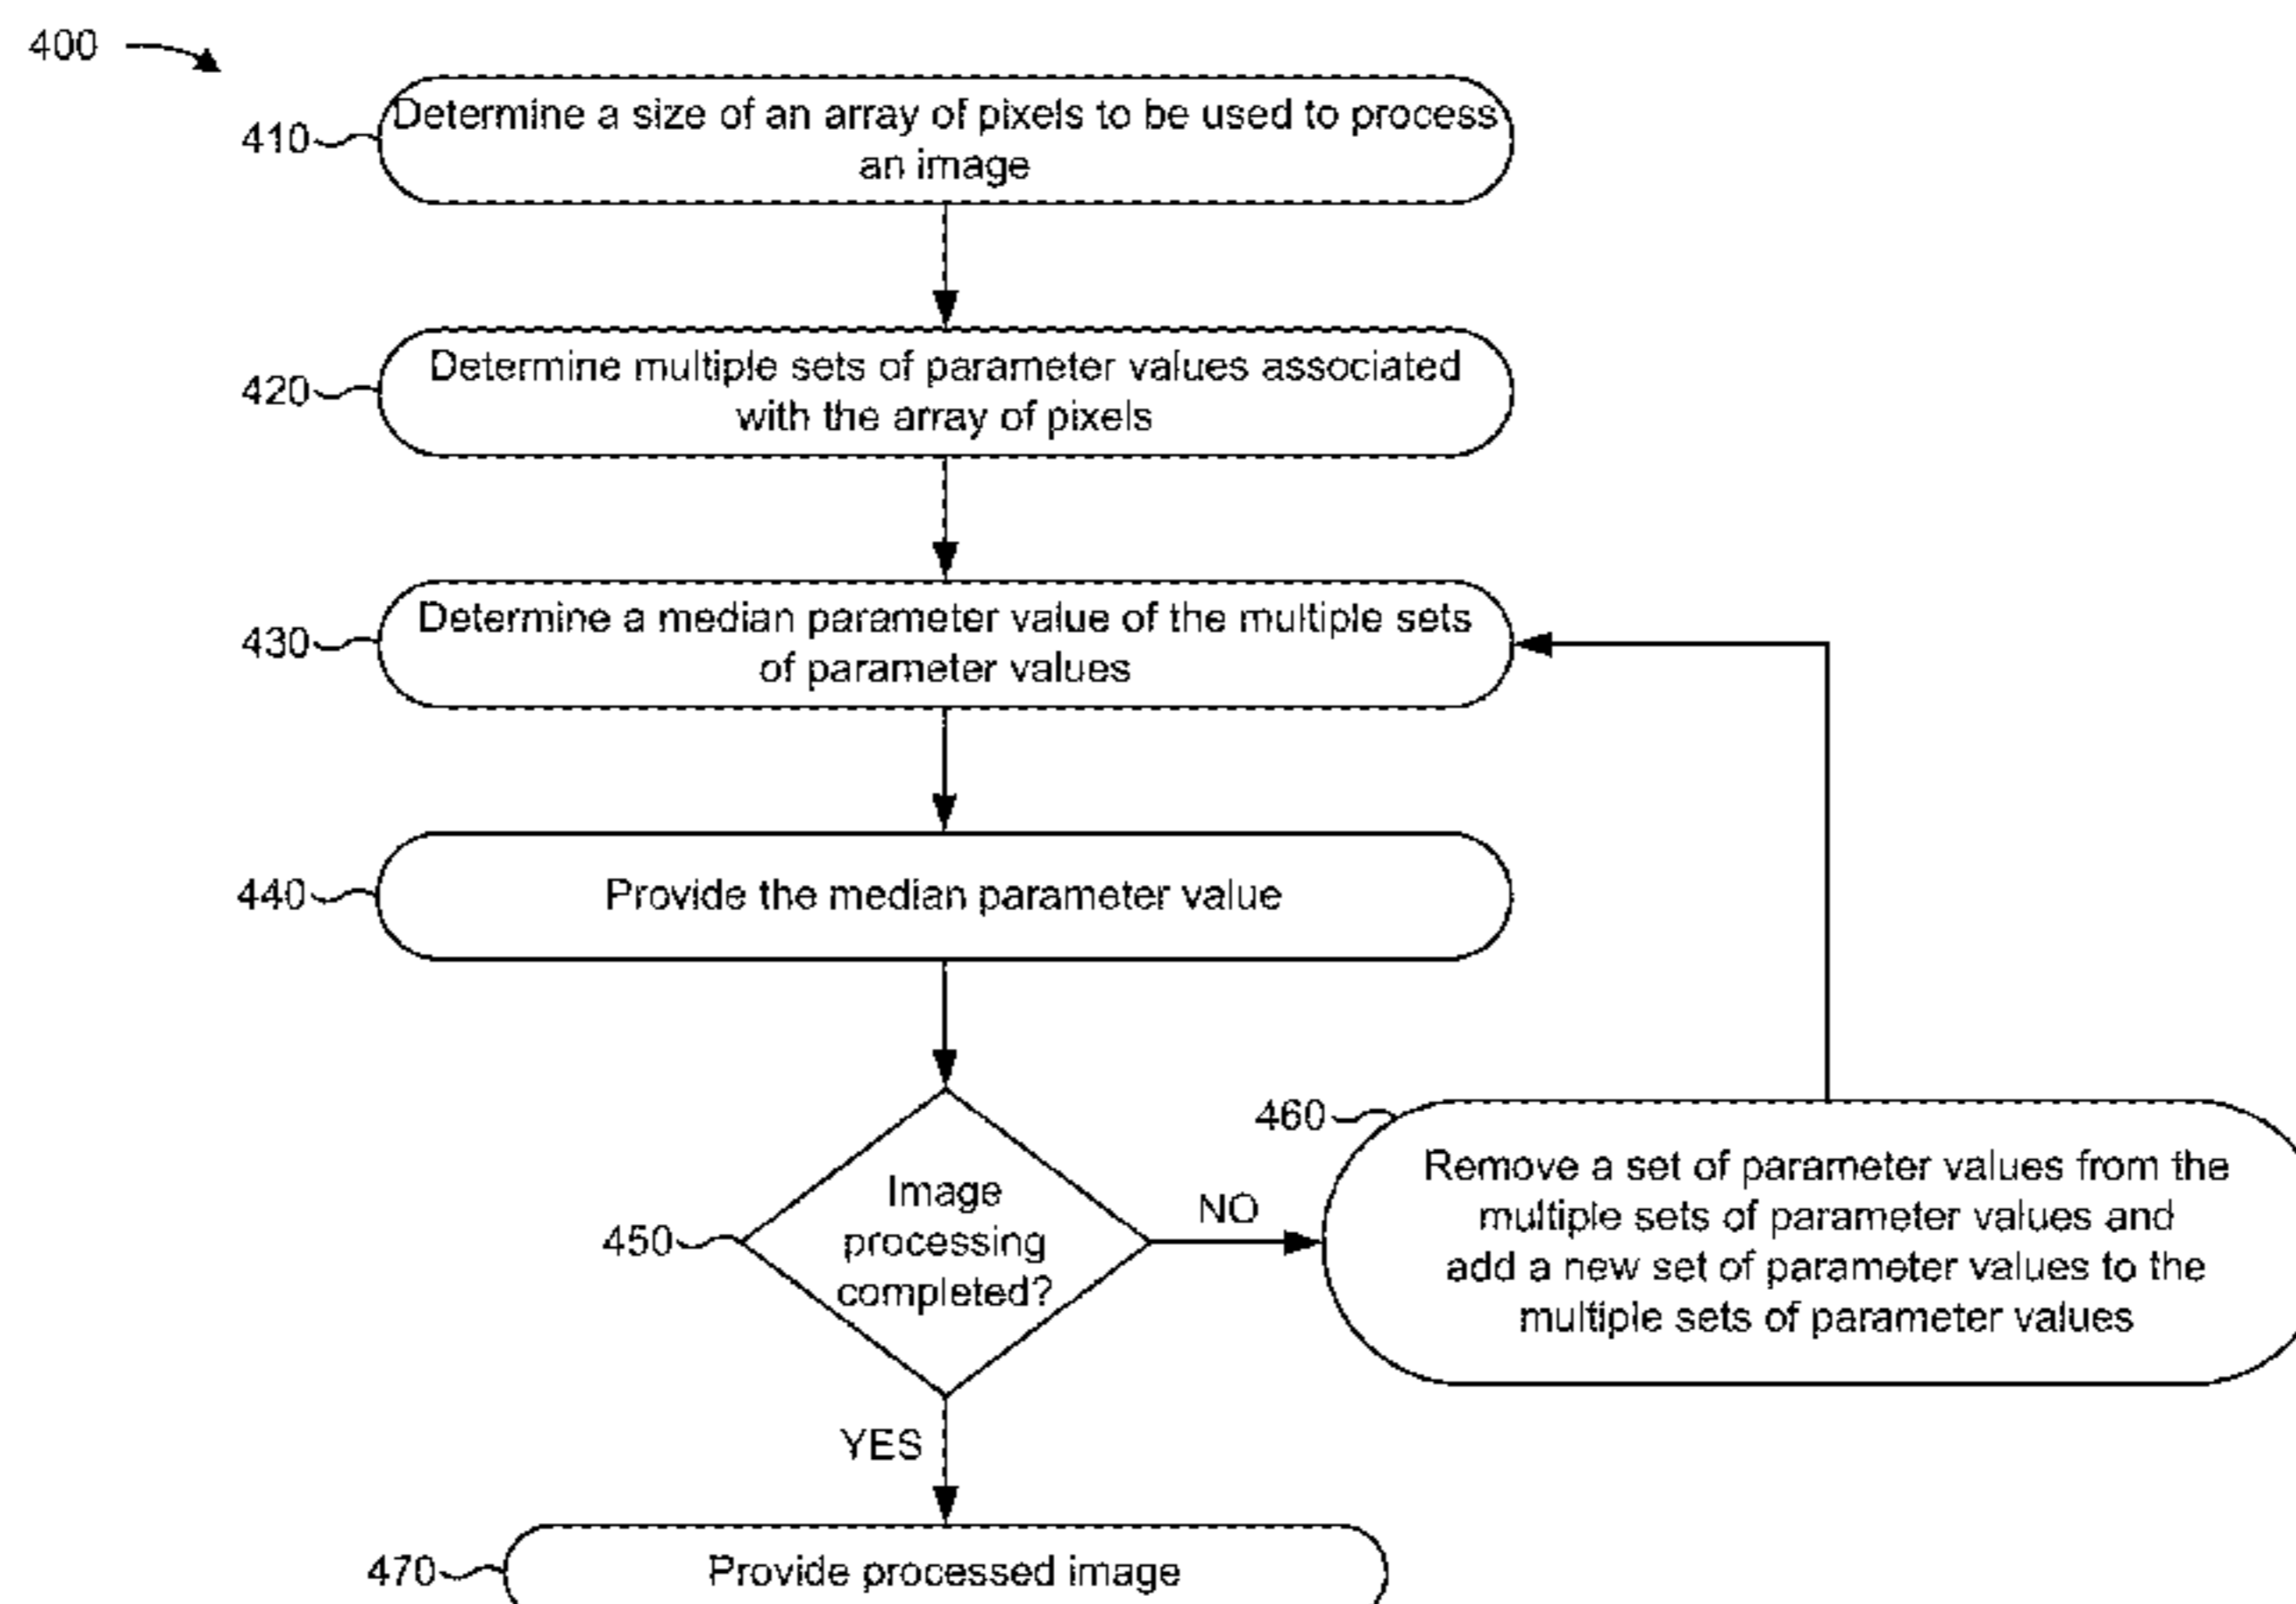 400
410
Determine a size of an array of pixels to be used to process
an image
420
Determine multiple sets of parameter values associated
with the array of pixels
430
Determine a median parameter value of the multiple sets
of parameter values
440
Provide the median parameter value
450
Image
processing
completed?
NO
460
Remove a set of parameter values from the
multiple sets of parameter values and
add a new set of parameter values to the
multiple sets of parameter values
YES
470
Provide processed image